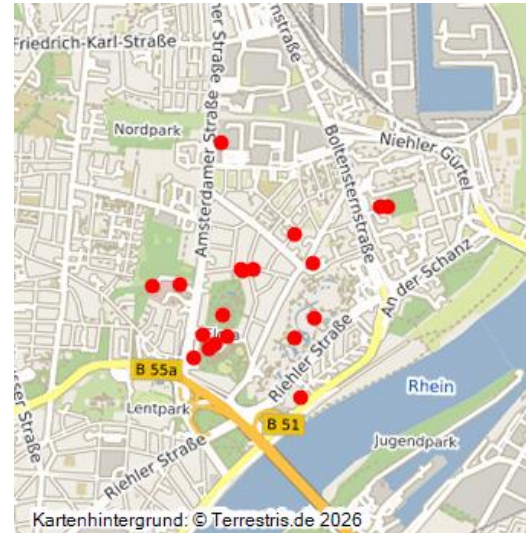 Friedrich-Karl-Straße
Nordpark
Amsterdamer Straße
Boltensternstraße
Niehler Gürtel
An der Schanz
Flora
B 55a
Lentpark
Riehler Straße
Rhein
B 51
Riehler Straße
Jugendpark
Kartenhintergrund: © Terrestris.de 2026